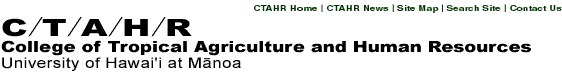 CTAHR Home | CTAHR News | Site Map | Search Site | Contact Us
C/T/A/H/R
College of Tropical Agriculture and Human Resources
University of Hawai'i at Mānoa